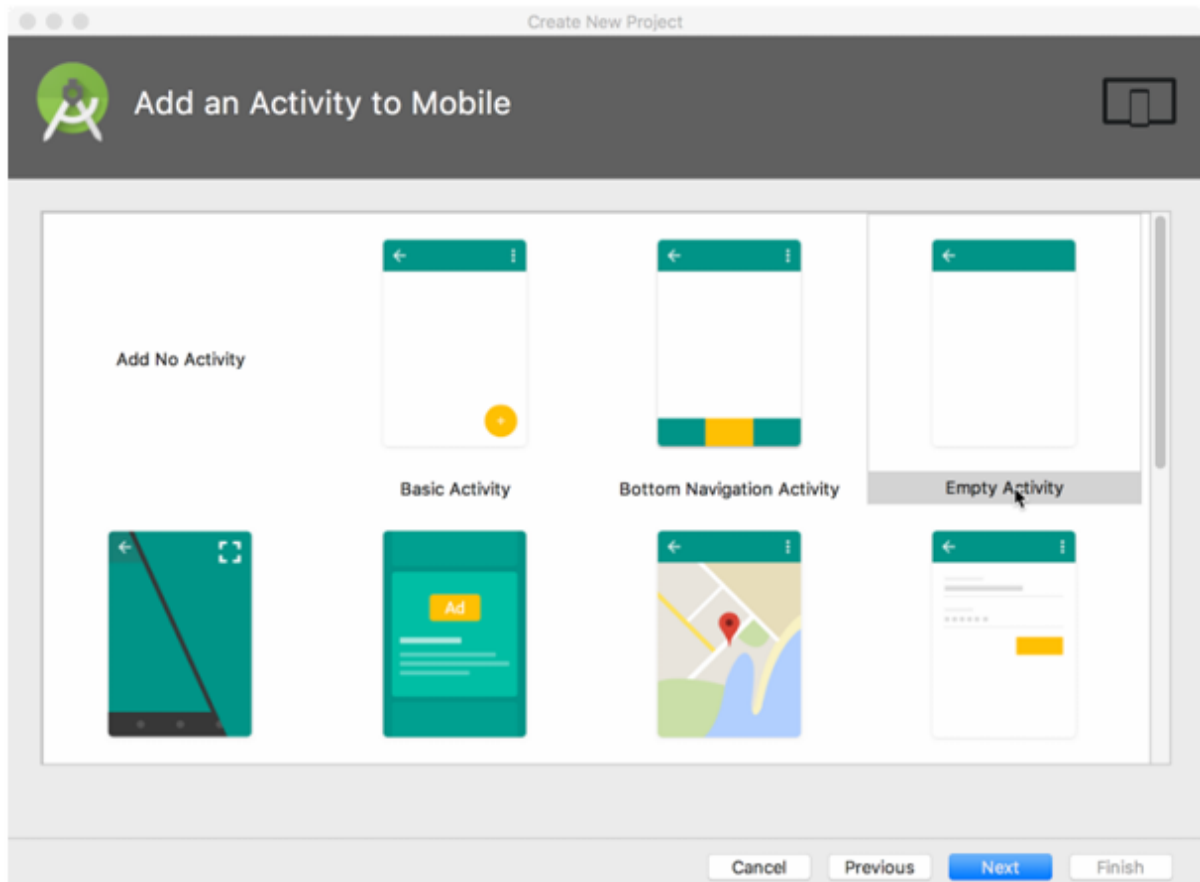 Create New Project
Add an Activity to Mobile
Add No Activity
Basic Activity
Bottom Navigation Activity
Empty Activity
Ad
Cancel
Previous
Next
Finish